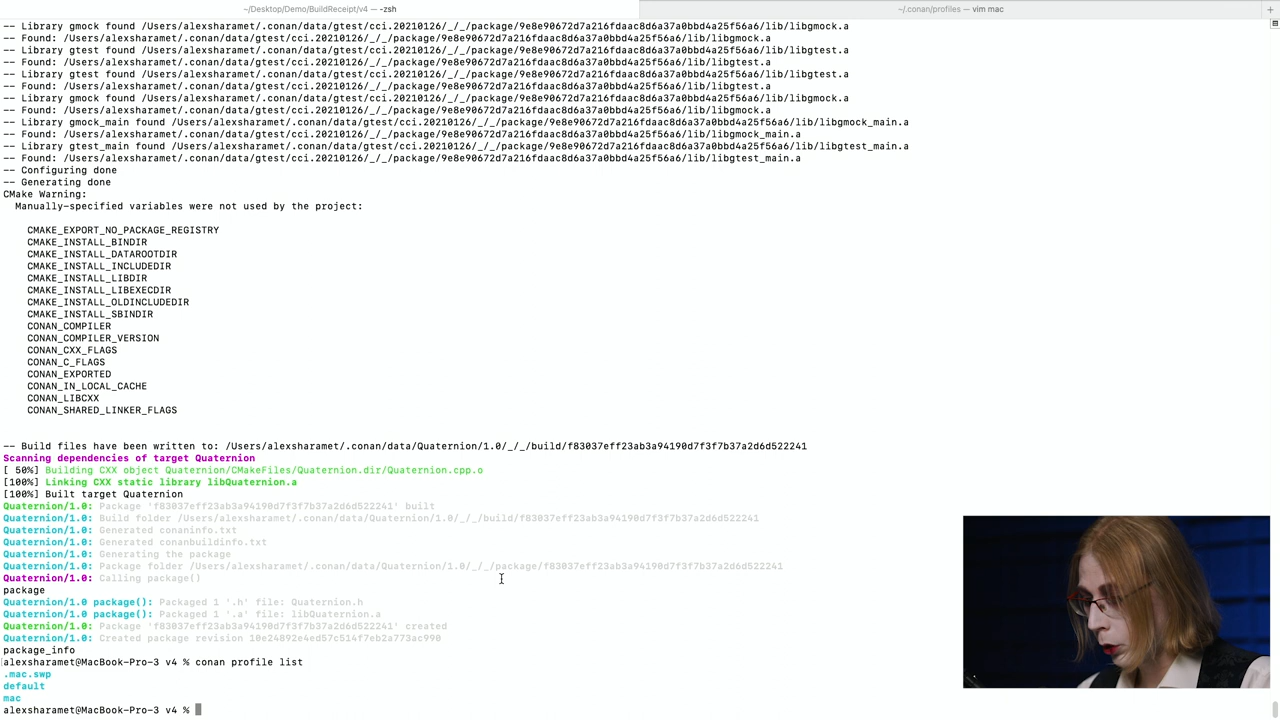 ~/Desktop/Demo/BuildReceipt/v4 — -zsh
~/.conan/profiles — vim mac
-- Library gmock found /Users/alexsharamet/.conan/data/gtest/cci.20210126/_/_/package/9e8e90672d7a216fdaac8d6a37a0bbd4a25f56a6/lib/libgmock.a
-- Found: /Users/alexsharamet/.conan/data/gtest/cci.20210126/_/_/package/9e8e90672d7a216fdaac8d6a37a0bbd4a25f56a6/lib/libgmock.a
-- Library gtest found /Users/alexsharamet/.conan/data/gtest/cci.20210126/_/_/package/9e8e90672d7a216fdaac8d6a37a0bbd4a25f56a6/lib/libgtest.a
-- Found: /Users/alexsharamet/.conan/data/gtest/cci.20210126/_/_/package/9e8e90672d7a216fdaac8d6a37a0bbd4a25f56a6/lib/libgtest.a
-- Library gtest found /Users/alexsharamet/.conan/data/gtest/cci.20210126/_/_/package/9e8e90672d7a216fdaac8d6a37a0bbd4a25f56a6/lib/libgtest.a
-- Found: /Users/alexsharamet/.conan/data/gtest/cci.20210126/_/_/package/9e8e90672d7a216fdaac8d6a37a0bbd4a25f56a6/lib/libgtest.a
-- Library gmock found /Users/alexsharamet/.conan/data/gtest/cci.20210126/_/_/package/9e8e90672d7a216fdaac8d6a37a0bbd4a25f56a6/lib/libgmock.a
-- Found: /Users/alexsharamet/.conan/data/gtest/cci.20210126/_/_/package/9e8e90672d7a216fdaac8d6a37a0bbd4a25f56a6/lib/libgmock.a
-- Library gmock_main found /Users/alexsharamet/.conan/data/gtest/cci.20210126/_/_/package/9e8e90672d7a216fdaac8d6a37a0bbd4a25f56a6/lib/libgmock_main.a
-- Found: /Users/alexsharamet/.conan/data/gtest/cci.20210126/_/_/package/9e8e90672d7a216fdaac8d6a37a0bbd4a25f56a6/lib/libgmock_main.a
-- Library gtest_main found /Users/alexsharamet/.conan/data/gtest/cci.20210126/_/_/package/9e8e90672d7a216fdaac8d6a37a0bbd4a25f56a6/lib/libgtest_main.a
-- Found: /Users/alexsharamet/.conan/data/gtest/cci.20210126/_/_/package/9e8e90672d7a216fdaac8d6a37a0bbd4a25f56a6/lib/libgtest_main.a
-- Configuring done
-- Generating done
CMake Warning:
Manually-specified variables were not used by the project:
CMAKE_EXPORT_NO_PACKAGE_REGISTRY
CMAKE_INSTALL_BINDIR
CMAKE_INSTALL_DATAROOTDIR
CMAKE_INSTALL_INCLUDEDIR
CMAKE_INSTALL_LIBDIR
CMAKE_INSTALL_LIBEXECDIR
CMAKE_INSTALL_OLDINCLUDEDIR
CMAKE_INSTALL_SBINDIR
CONAN_COMPILER
CONAN_COMPILER_VERSION
CONAN_CXX_FLAGS
CONAN_C_FLAGS
CONAN_EXPORTED
CONAN_IN_LOCAL_CACHE
CONAN_LIBCXX
CONAN_SHARED_LINKER_FLAGS
-- Build files have been written to: /Users/alexsharamet/.conan/data/Quaternion/1.0/_/_/build/f83037eff23ab3a94190d7f3f7b37a2d6d522241
Scanning dependencies of target Quaternion
[ 50%] Building CXX object Quaternion/CMakeFiles/Quaternion.dir/Quaternion.cpp.o
[100%] Linking CXX static library libQuaternion.a
[100%] Built target Quaternion
Quaternion/1.0: Package 'f83037eff23ab3a94190d7f3f7b37a2d6d522241' built
Quaternion/1.0: Build folder /Users/alexsharamet/.conan/data/Quaternion/1.0/_/_/build/f83037eff23ab3a94190d7f3f7b37a2d6d522241
Quaternion/1.0: Generated conaninfo.txt
Quaternion/1.0: Generated conanbuildinfo.txt
Quaternion/1.0: Generating the package
Quaternion/1.0: Package folder /Users/alexsharamet/.conan/data/Quaternion/1.0/_/_/package/f83037eff23ab3a94190d7f3f7b37a2d6d522241
Quaternion/1.0: Calling package()
package
Quaternion/1.0 package(): Packaged 1 '.h' file: Quaternion.h
Quaternion/1.0 package(): Packaged 1 '.a' file: libQuaternion.a
Quaternion/1.0: Package 'f83037eff23ab3a94190d7f3f7b37a2d6d522241' created
Quaternion/1.0: Created package revision 10e24892e4ed57c514f7eb2a773ac990
package_info
alexsharamet@MacBook-Pro-3 v4 % conan profile list
.mac.swp
default
mac
alexsharamet@MacBook-Pro-3 v4 %